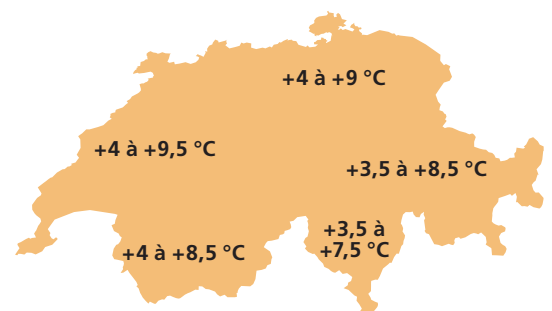 +4 à +9 °C
+4 à +9,5 °C
+3,5 à +8,5 °C
+3,5 à
+7,5 °C
+4 à +8,5 °C